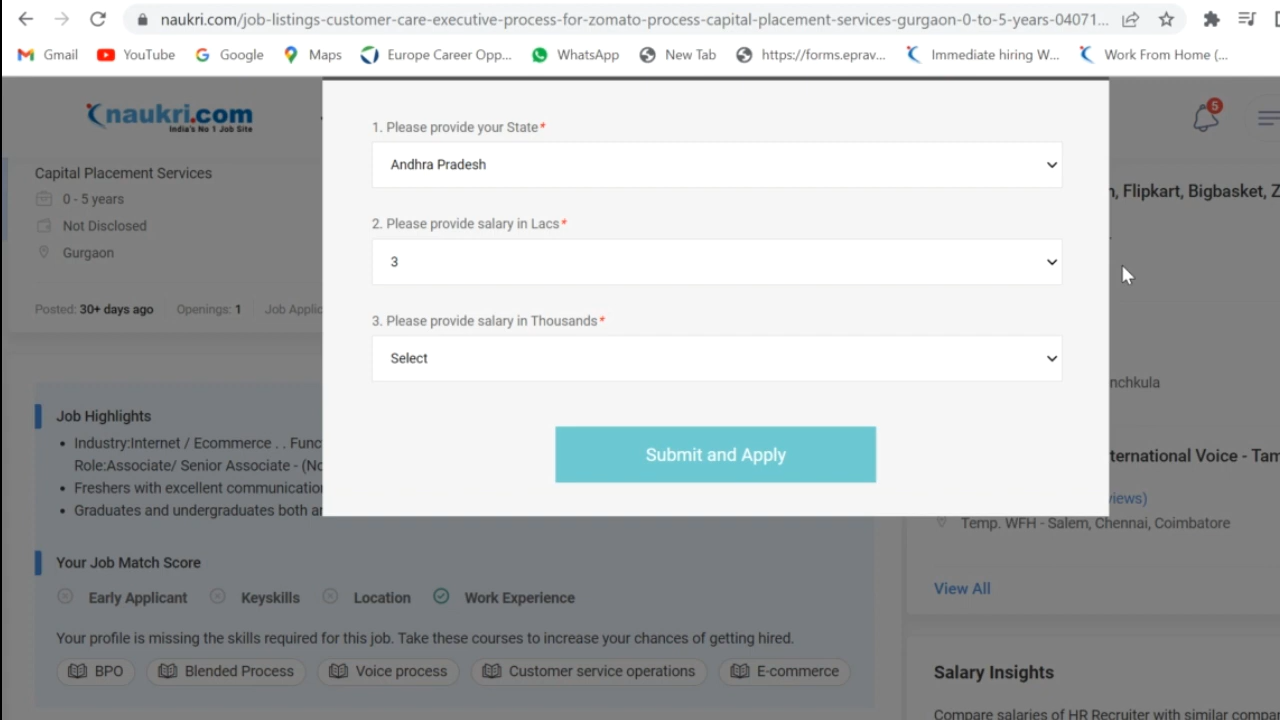 naukri.com/job-listings-customer-care-executive-process-for-zomato-process-capital-placement-services-gurgaon-0-to-5-years-04071...
Gmail YouTube Google Maps Europe Career Opp... WhatsApp New Tab https://forms.eprav... Immediate hiring W... Work From Home (...
naukri.com
India's No 1 Job Site
5
1. Please provide your State*
Andhra Pradesh
2. Please provide salary in Lacs*
3
3. Please provide salary in Thousands*
Select
Submit and Apply
Capital Placement Services
0 - 5 years
Not Disclosed
Gurgaon
Posted: 30+ days ago Openings: 1 Job Applic
Job Highlights
Industry:Internet / Ecommerce . . Func
Role:Associate/ Senior Associate - (No
Freshers with excellent communication
Graduates and undergraduates both ar
Your Job Match Score
Early Applicant Keyskills Location Work Experience
Your profile is missing the skills required for this job. Take these courses to increase your chances of getting hired.
BPO Blended Process Voice process Customer service operations E-commerce
, Flipkart, Bigbasket, Z
nchkula
ternational Voice - Tam
iews)
Temp. WFH - Salem, Chennai, Coimbatore
View All
Salary Insights
Compare salaries of HR Recruiter with similar compa